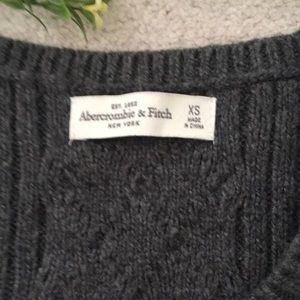 EST. 1892
Abercrombie & Fitch
NEW YORK
XS
MADE
IN CHINA